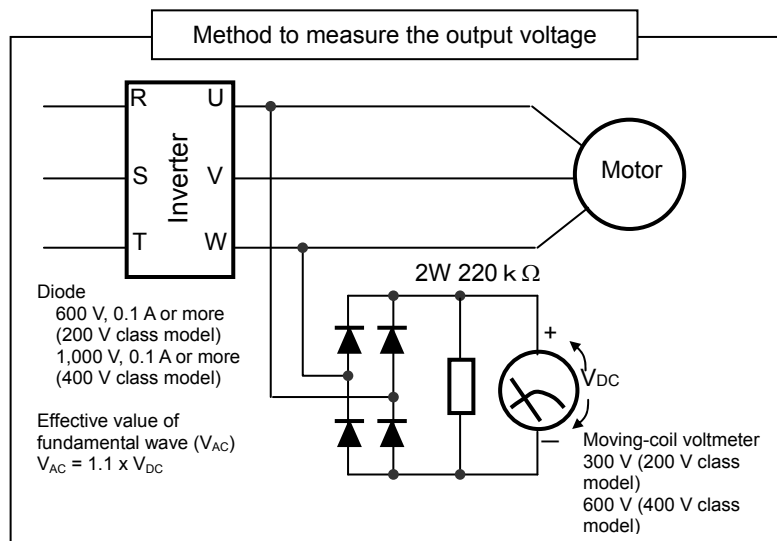 Method to measure the output voltage
R
U
S
V
T
W
Inverter
Motor
2W 220 k Ω
Diode
600 V, 0.1 A or more
(200 V class model)
1,000 V, 0.1 A or more
(400 V class model)
Effective value of
fundamental wave (VAC)
VAC = 1.1 x VDC
+
VDC
—
Moving-coil voltmeter
300 V (200 V class
model)
600 V (400 V class
model)